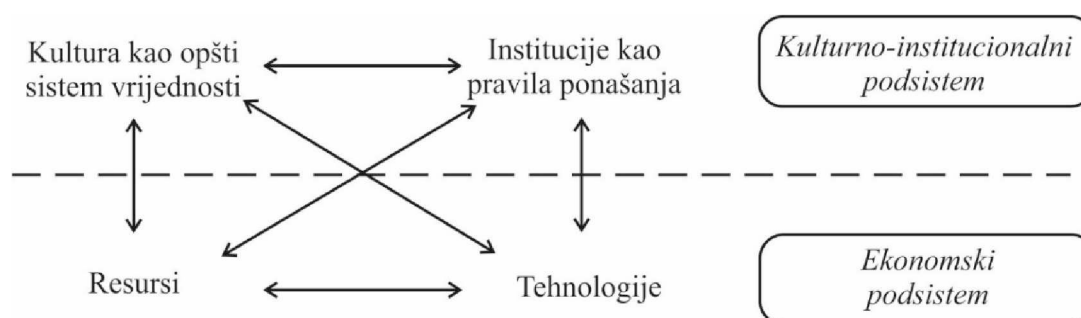 Kultura kao opšti
sistem vrijednosti
Institucije kao
pravila ponašanja
Kulturno-institucionalni
podsistem
Resursi
Tehnologije
Ekonomski
podsistem